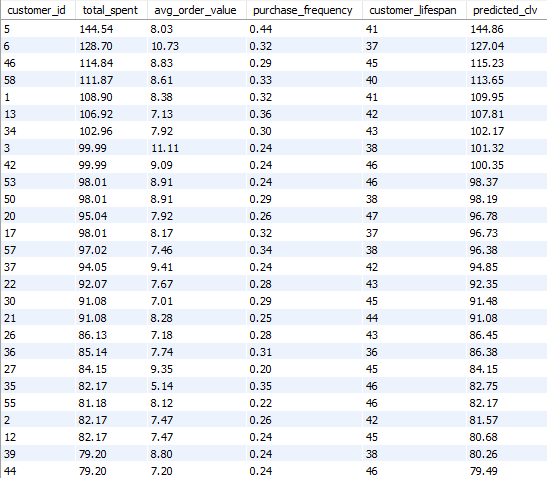 customer_id total_spent avg_order_value purchase_frequency customer_lifespan predicted_clv
5 144.54 8.03 0.44 41 144.86
6 128.70 10.73 0.32 37 127.04
46 114.84 8.83 0.29 45 115.23
58 111.87 8.61 0.33 40 113.65
1 108.90 8.38 0.32 41 109.95
13 106.92 7.13 0.36 42 107.81
34 102.96 7.92 0.30 43 102.17
3 99.99 11.11 0.24 38 101.32
42 99.99 9.09 0.24 46 100.35
53 98.01 8.91 0.24 46 98.37
50 98.01 8.91 0.29 38 98.19
20 95.04 7.92 0.26 47 96.78
17 98.01 8.17 0.32 37 96.73
57 97.02 7.46 0.34 38 96.38
37 94.05 9.41 0.24 42 94.85
22 92.07 7.67 0.28 43 92.35
30 91.08 7.01 0.29 45 91.48
21 91.08 8.28 0.25 44 91.08
26 86.13 7.18 0.28 43 86.45
36 85.14 7.74 0.31 36 86.38
27 84.15 9.35 0.20 45 84.15
35 82.17 5.14 0.35 46 82.75
55 81.18 8.12 0.22 46 82.17
2 82.17 7.47 0.26 42 81.57
12 82.17 7.47 0.24 45 80.68
39 79.20 8.80 0.24 38 80.26
44 79.20 7.20 0.24 46 79.49